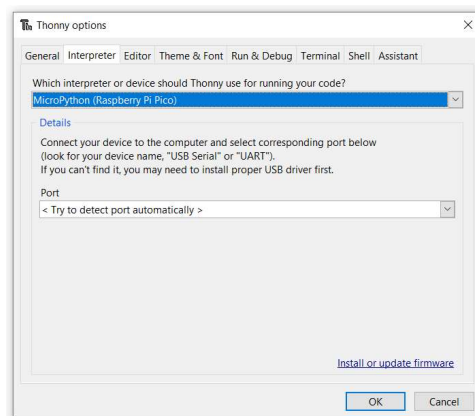 Thonny options
General Interpreter Editor Theme & Font Run & Debug Terminal Shell Assistant
Which interpreter or device should Thonny use for running your code?
MicroPython (Raspberry Pi Pico)
Details
Connect your device to the computer and select corresponding port below
(look for your device name, "USB Serial" or "UART").
If you can't find it, you may need to install proper USB driver first.
Port
< Try to detect port automatically >
Install or update firmware
OK Cancel